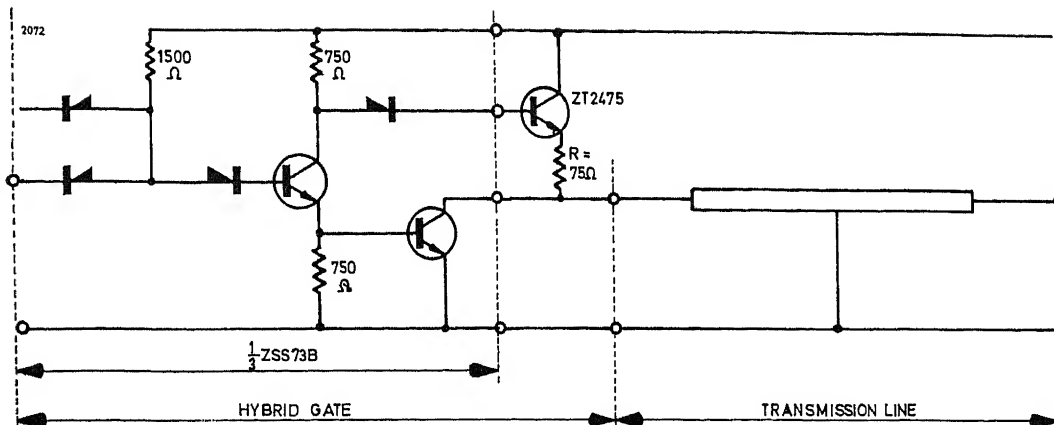 2072
1500
Ω
750
Ω
ZT2475
R =
75Ω
750
Ω
1/3 ZSS73B
HYBRID GATE
TRANSMISSION LINE